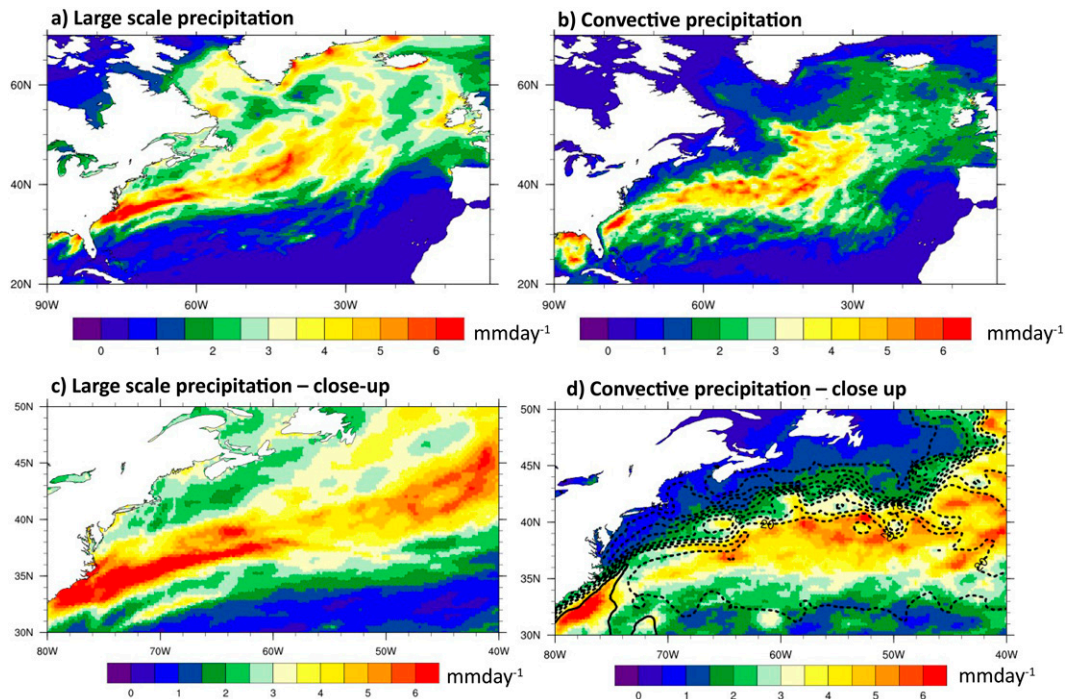 a) Large scale precipitation
b) Convective precipitation
60N
40N
20N
90W 60W 30W
60N
40N
20N
90W 60W 30W
0 1 2 3 4 5 6 mmday⁻¹
0 1 2 3 4 5 6 mmday⁻¹
c) Large scale precipitation – close-up
d) Convective precipitation – close up
50N
45N
40N
35N
30N
80W 70W 60W 50W 40W
50N
45N
40N
35N
30N
80W 70W 60W 50W 40W
0 1 2 3 4 5 6 mmday⁻¹
0 1 2 3 4 5 6 mmday⁻¹